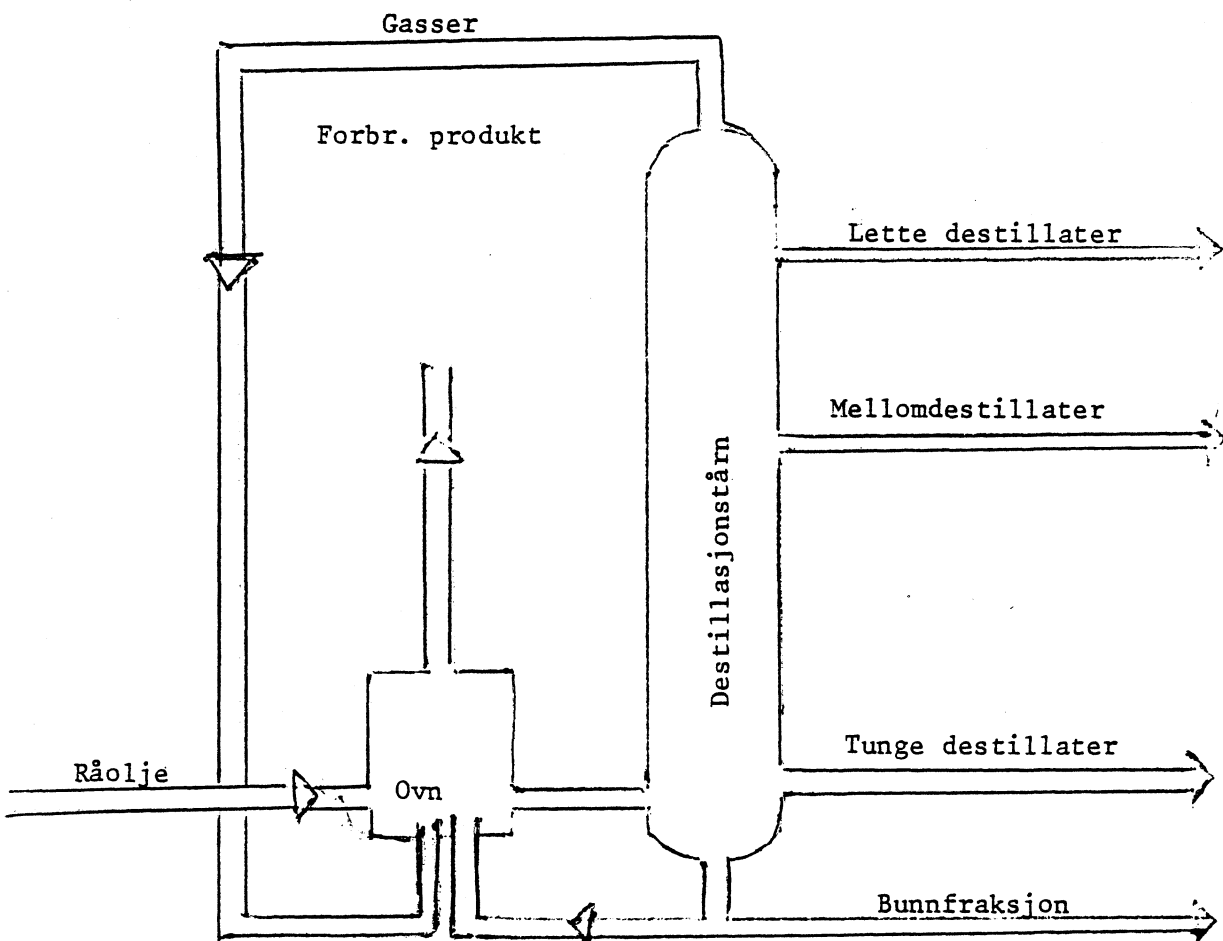 Gasser
Forbr. produkt
Lette destillater
Mellomdestillater
Destillasjonstårn
Tunge destillater
Råolje
Ovn
Bunnfraksjon